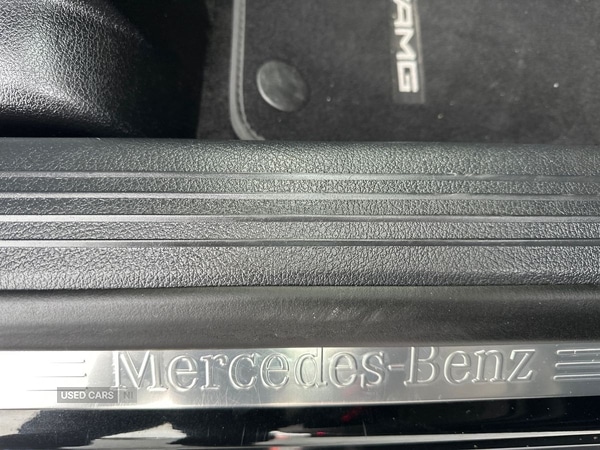 AMG
Mercedes-Benz
USED CARS NI